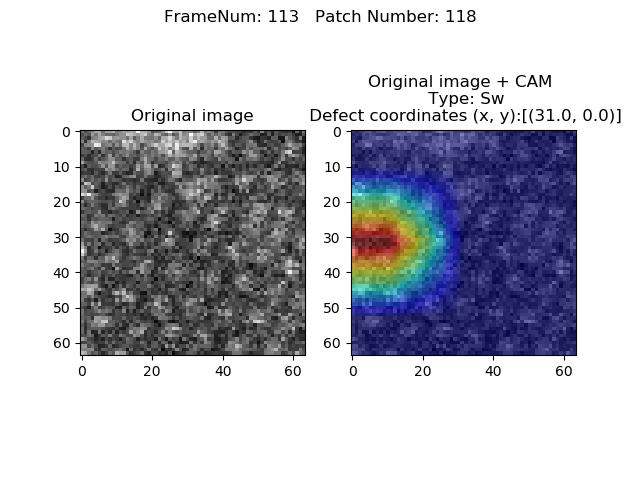 FrameNum: 113   Patch Number: 118
Original image
0
10
20
30
40
50
60
0 20 40 60
Original image + CAM
Type: Sw
Defect coordinates (x, y):[(31.0, 0.0)]
0
10
20
30
40
50
60
0 20 40 60